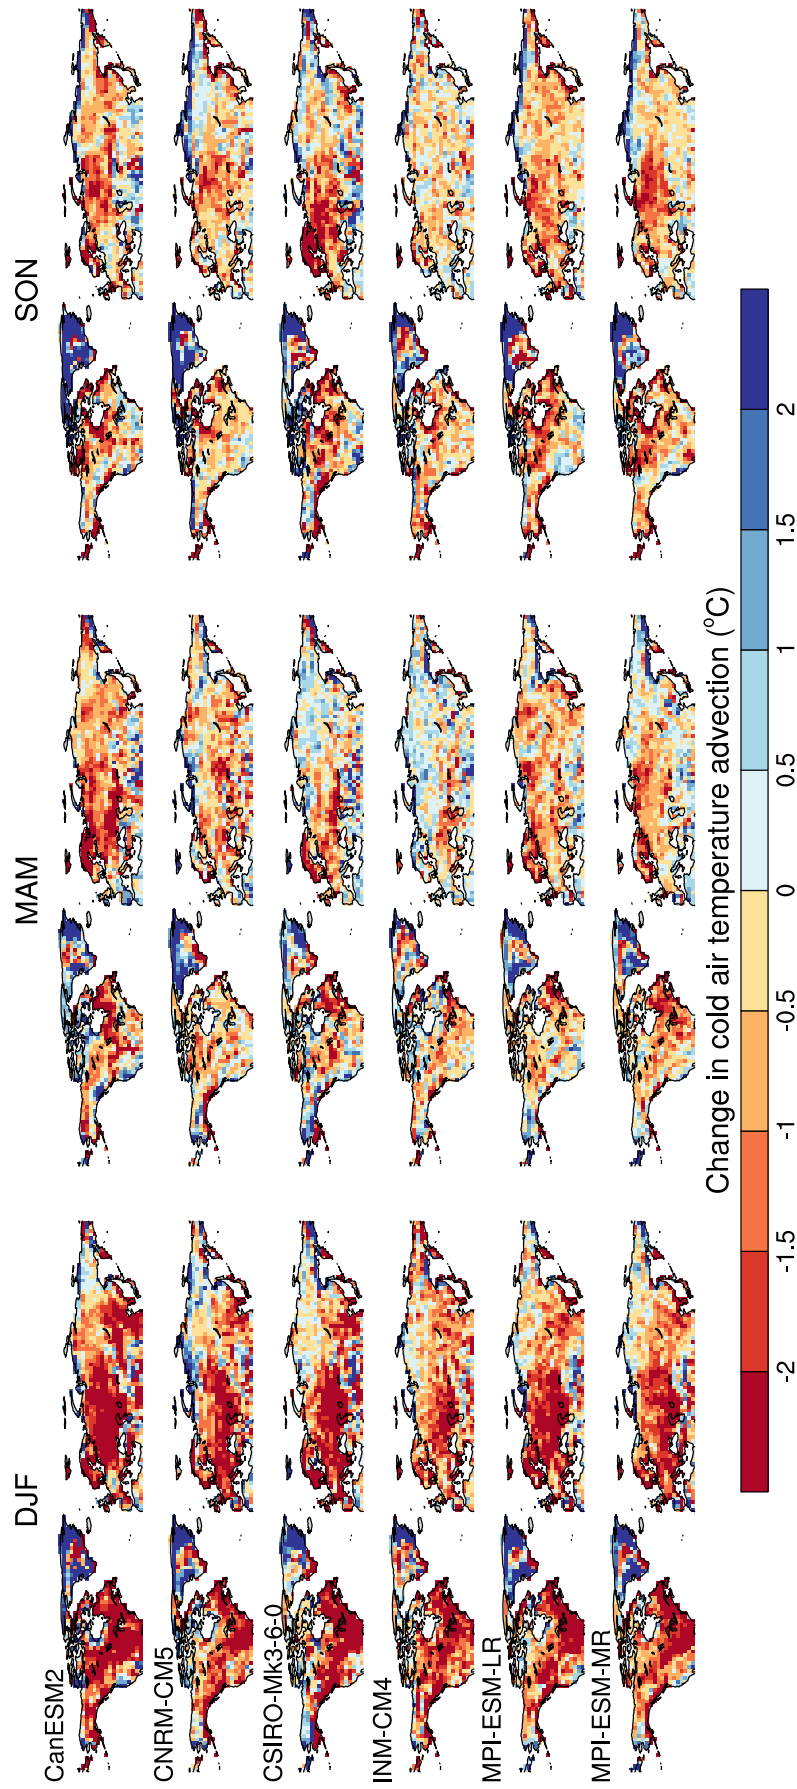 DJF
MAM
SON
CanESM2
CNRM-CM5
CSIRO-Mk3-6-0
INM-CM4
MPI-ESM-LR
MPI-ESM-MR
Change in cold air temperature advection (°C)
-2 -1.5 -1 -0.5 0 0.5 1 1.5 2